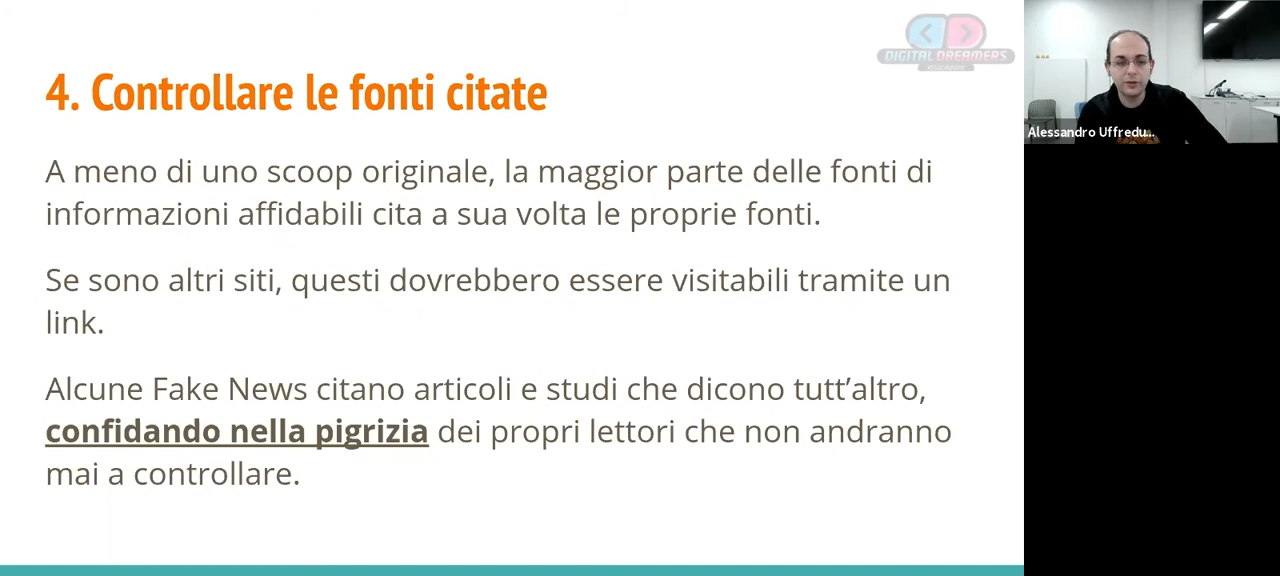 DIGITAL DREAMERS
4. Controllare le fonti citate
A meno di uno scoop originale, la maggior parte delle fonti di
informazioni affidabili cita a sua volta le proprie fonti.
Se sono altri siti, questi dovrebbero essere visitabili tramite un
link.
Alcune Fake News citano articoli e studi che dicono tutt’altro,
confidando nella pigrizia dei propri lettori che non andranno
mai a controllare.
Alessandro Uffredu...